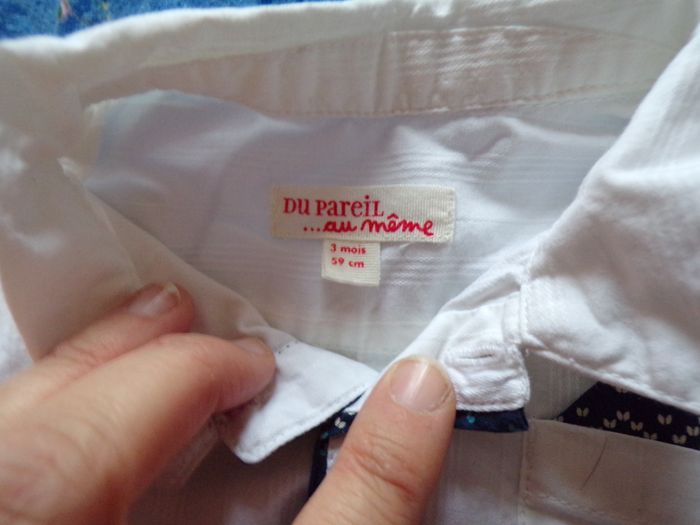 DU PAREIL
...au même
3 mois
59 cm